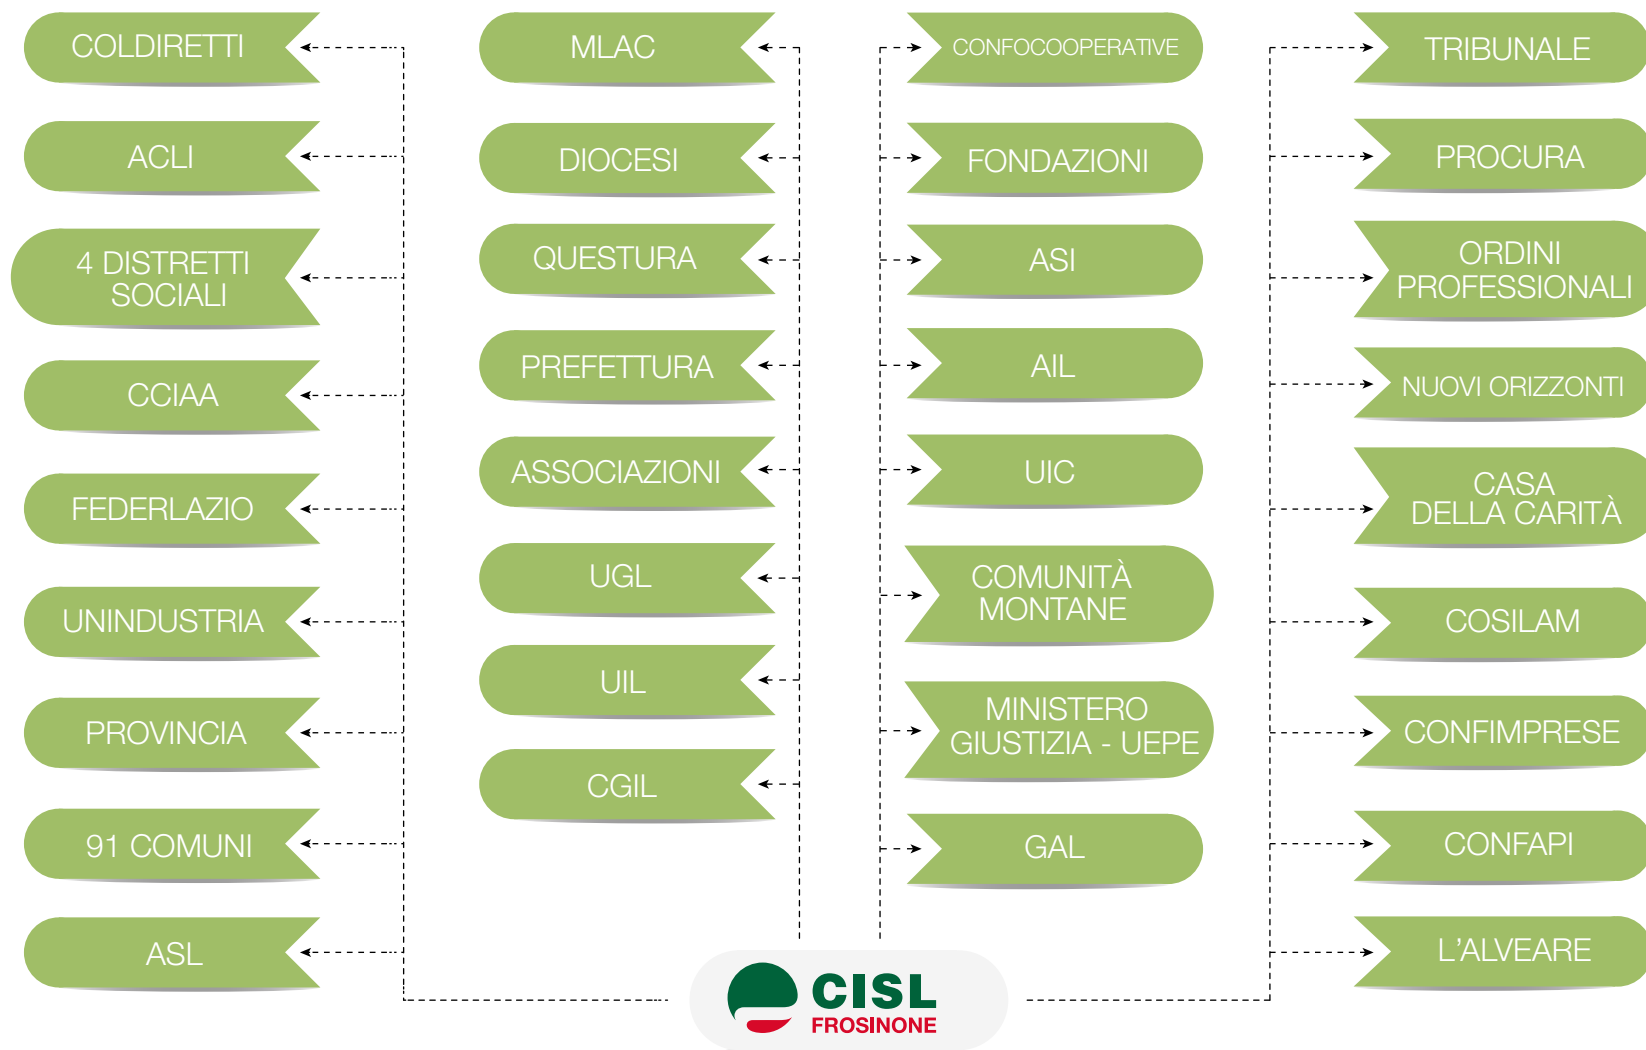 COLDIRETTI
ACLI
4 DISTRETTI
SOCIALI
CCIAA
FEDERLAZIO
UNINDUSTRIA
PROVINCIA
91 COMUNI
ASL
MLAC
DIOCESI
QUESTURA
PREFETTURA
ASSOCIAZIONI
UGL
UIL
CGIL
CONFOCOOPERATIVE
FONDAZIONI
ASI
AIL
UIC
COMUNITÀ
MONTANE
MINISTERO
GIUSTIZIA - UEPE
GAL
TRIBUNALE
PROCURA
ORDINI
PROFESSIONALI
NUOVI ORIZZONTI
CASA
DELLA CARITÀ
COSILAM
CONFIMPRESE
CONFAPI
L'ALVEARE
CISL
FROSINONE